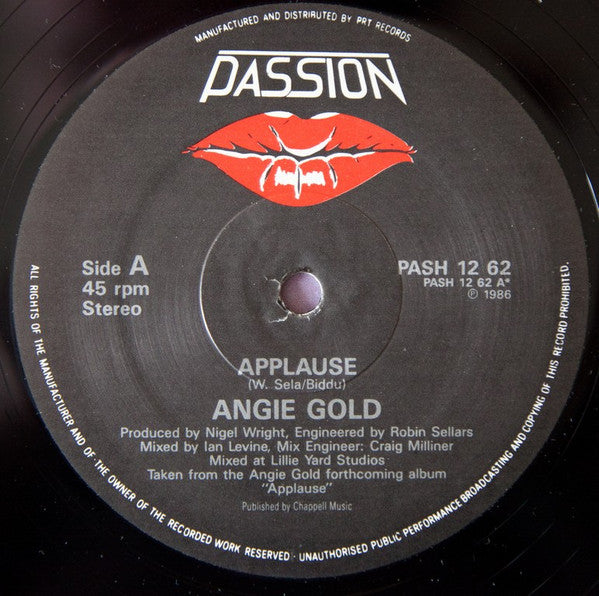 MANUFACTURED AND DISTRIBUTED BY PRT RECORDS
PASSION
Side A
45 rpm
Stereo
PASH 12 62
PASH 12 62 A*
℗ 1986
APPLAUSE
(W. Sela/Biddu)
ANGIE GOLD
Produced by Nigel Wright, Engineered by Robin Sellars
Mixed by Ian Levine, Mix Engineer: Craig Milliner
Mixed at Lillie Yard Studios
Taken from the Angie Gold forthcoming album
"Applause"
Published by Chappell Music
ALL RIGHTS OF THE MANUFACTURER AND OF THE OWNER OF THE RECORDED WORK RESERVED · UNAUTHORISED PUBLIC PERFORMANCE BROADCASTING AND COPYING OF THIS RECORD PROHIBITED.